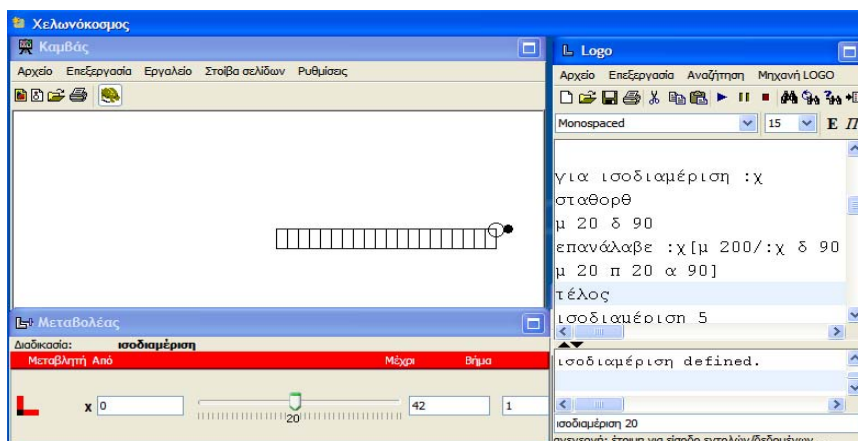 Χελωνόκοσμος
Καμβάς
Αρχείο Επεξεργασία Εργαλείο Στοίβα σελίδων Ρυθμίσεις
Logo
Αρχείο Επεξεργασία Αναζήτηση Μηχανή LOGO
Monospaced 15 Ε Π
για ισοδιαμέριση :χ
σταθορθ
μ 20 δ 90
επανάλαβε :χ[μ 200/:χ δ 90
μ 20 π 20 α 90]
τέλος
ισοδιαμέριση 5
ισοδιαμέριση defined.
ισοδιαμέριση 20
Μεταβολέας
Διαδικασία: ισοδιαμέριση
Μεταβλητή Από Μέχρι Βήμα
x 0 20 42 1